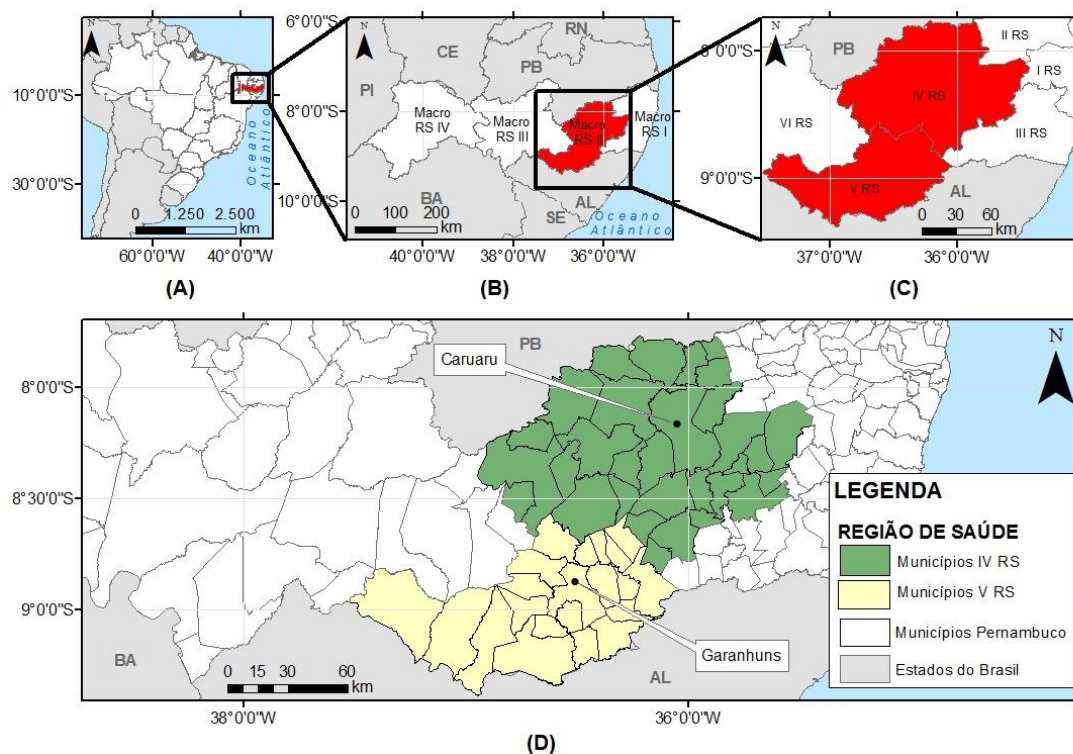 N
10°0'0"S
30°0'0"S
Oceano
Atlântico
0 1.250 2.500
km
60°0'0"W 40°0'0"W
(A)
6°0'0"S
8°0'0"S
10°0'0"S
N
CE
RN
PB
PI
Macro
RS IV
Macro
RS III
Macro
RS II
Macro
RS I
BA
AL
SE
Oceano
Atlântico
0 100 200
km
40°0'0"W 38°0'0"W 36°0'0"W
(B)
8°0'0"S
9°0'0"S
N
PB
II RS
I RS
IV RS
III RS
VI RS
V RS
AL
0 30 60
km
37°0'0"W 36°0'0"W
(C)
8°0'0"S
8°30'0"S
9°0'0"S
PB
Caruaru
N
Garanhuns
BA
AL
0 15 30 60
km
LEGENDA
REGIÃO DE SAÚDE
Municípios IV RS
Municípios V RS
Municípios Pernambuco
Estados do Brasil
38°0'0"W 36°0'0"W
(D)